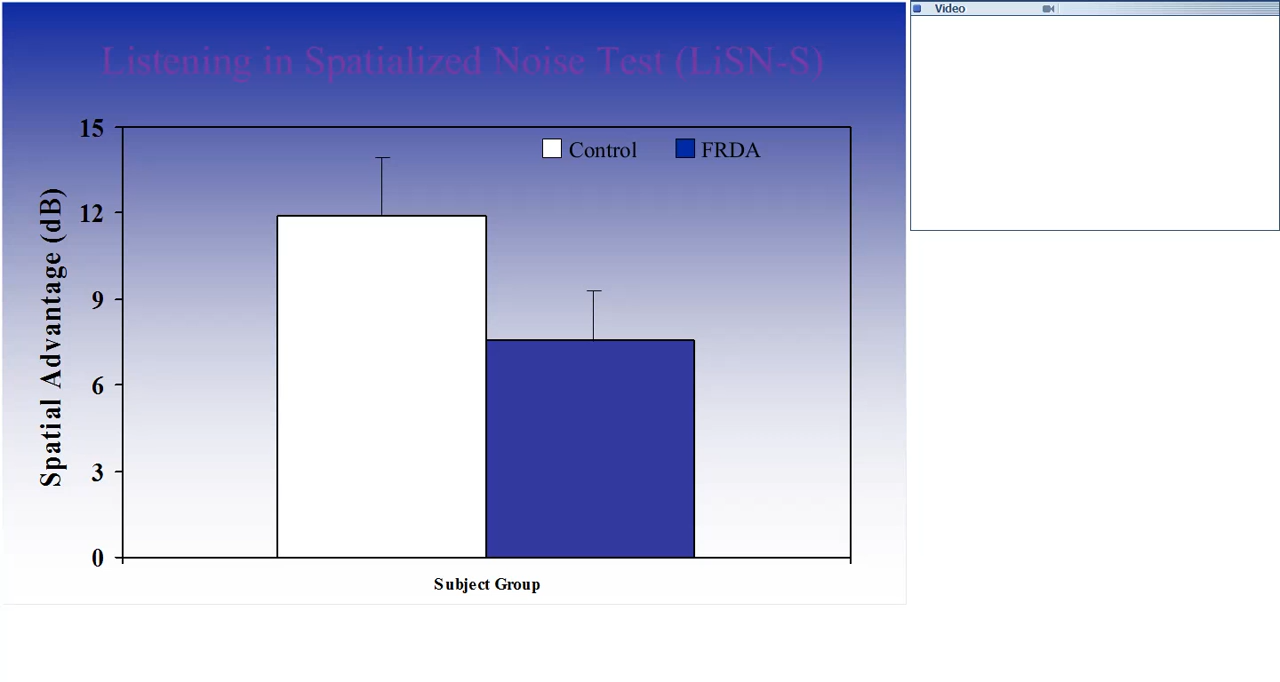 Video
Listening in Spatialized Noise Test (LiSN-S)
Control
FRDA
Spatial Advantage (dB)
15
12
9
6
3
0
Subject Group